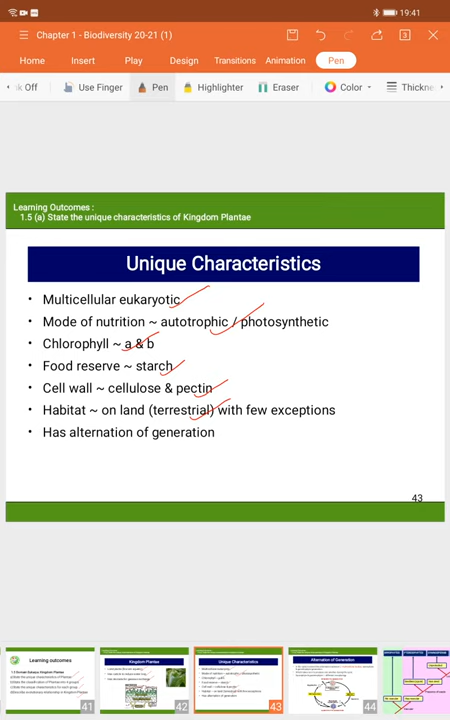 19:41
Chapter 1 - Biodiversity 20-21 (1)
3
Home Insert Play Design Transitions Animation Pen
Off Use Finger Pen Highlighter Eraser Color
Learning Outcomes :
1.5 (a) State the unique characteristics of Kingdom Plantae
Unique Characteristics
• Multicellular eukaryotic
• Mode of nutrition ~ autotrophic / photosynthetic
• Chlorophyll ~ a & b
• Food reserve ~ starch
• Cell wall ~ cellulose & pectin
• Habitat ~ on land (terrestrial) with few exceptions
• Has alternation of generation
43
Learning outcomes
Kingdom Plantae
Unique Characteristics
Alternation of Generation
41
42
43
44